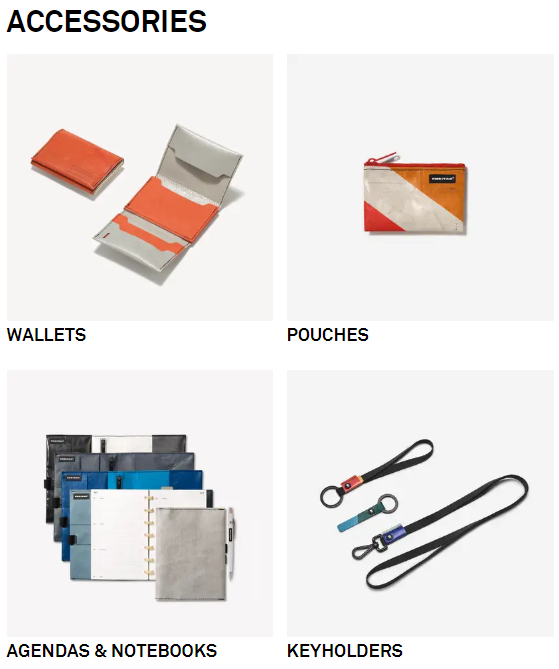 ACCESSORIES
WALLETS
POUCHES
AGENDAS & NOTEBOOKS
KEYHOLDERS